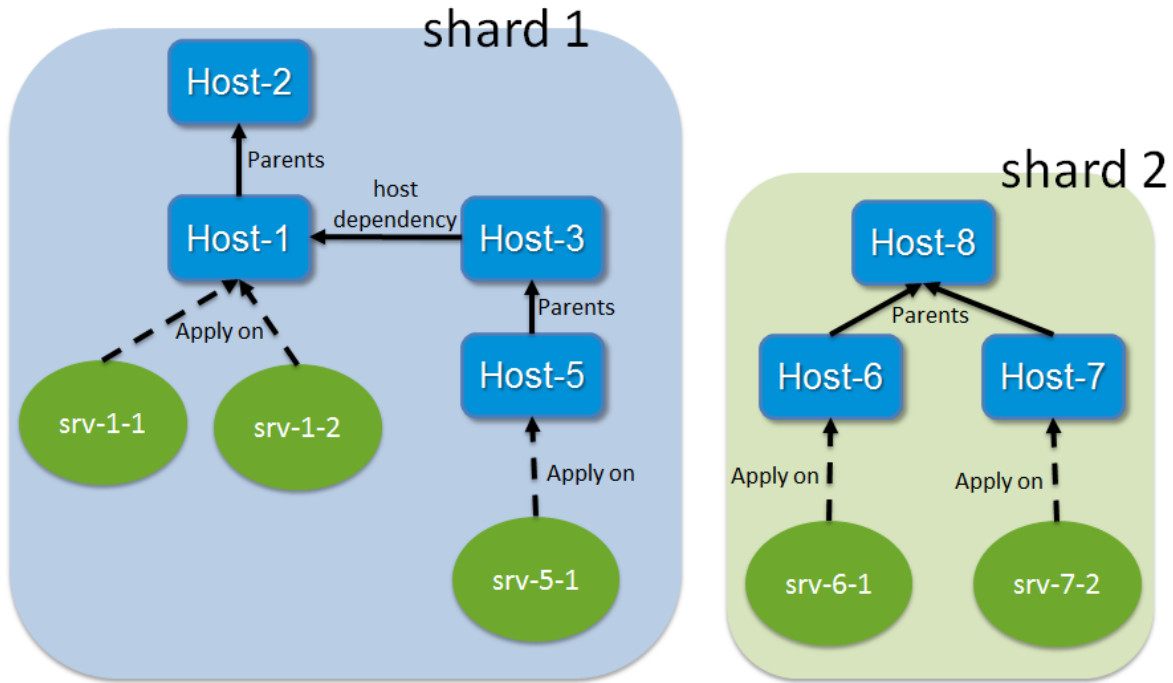 shard 1
Host-2
Parents
host
dependency
Host-1
Host-3
Apply on
Parents
Host-5
srv-1-1
srv-1-2
Apply on
srv-5-1
shard 2
Host-8
Parents
Host-6
Host-7
Apply on
Apply on
srv-6-1
srv-7-2